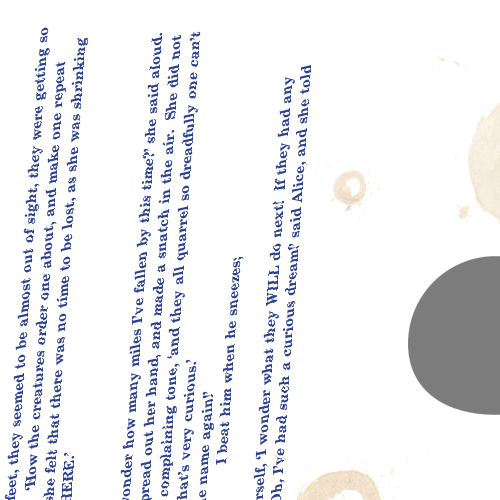 feet, they seemed to be almost out of sight, they were getting so
'How the creatures order one about, and make one repeat
she felt that there was no time to be lost, as she was shrinking
HERE.'
wonder how many miles I've fallen by this time?' she said aloud.
spread out her hand, and made a snatch in the air. She did not
complaining tone, 'and they all quarrel so dreadfully one can't
that's very curious.'
name again!'
I beat him when he sneezes;
'I wonder what they WILL do next! If they had any
I've had such a curious dream!' said Alice, and she told